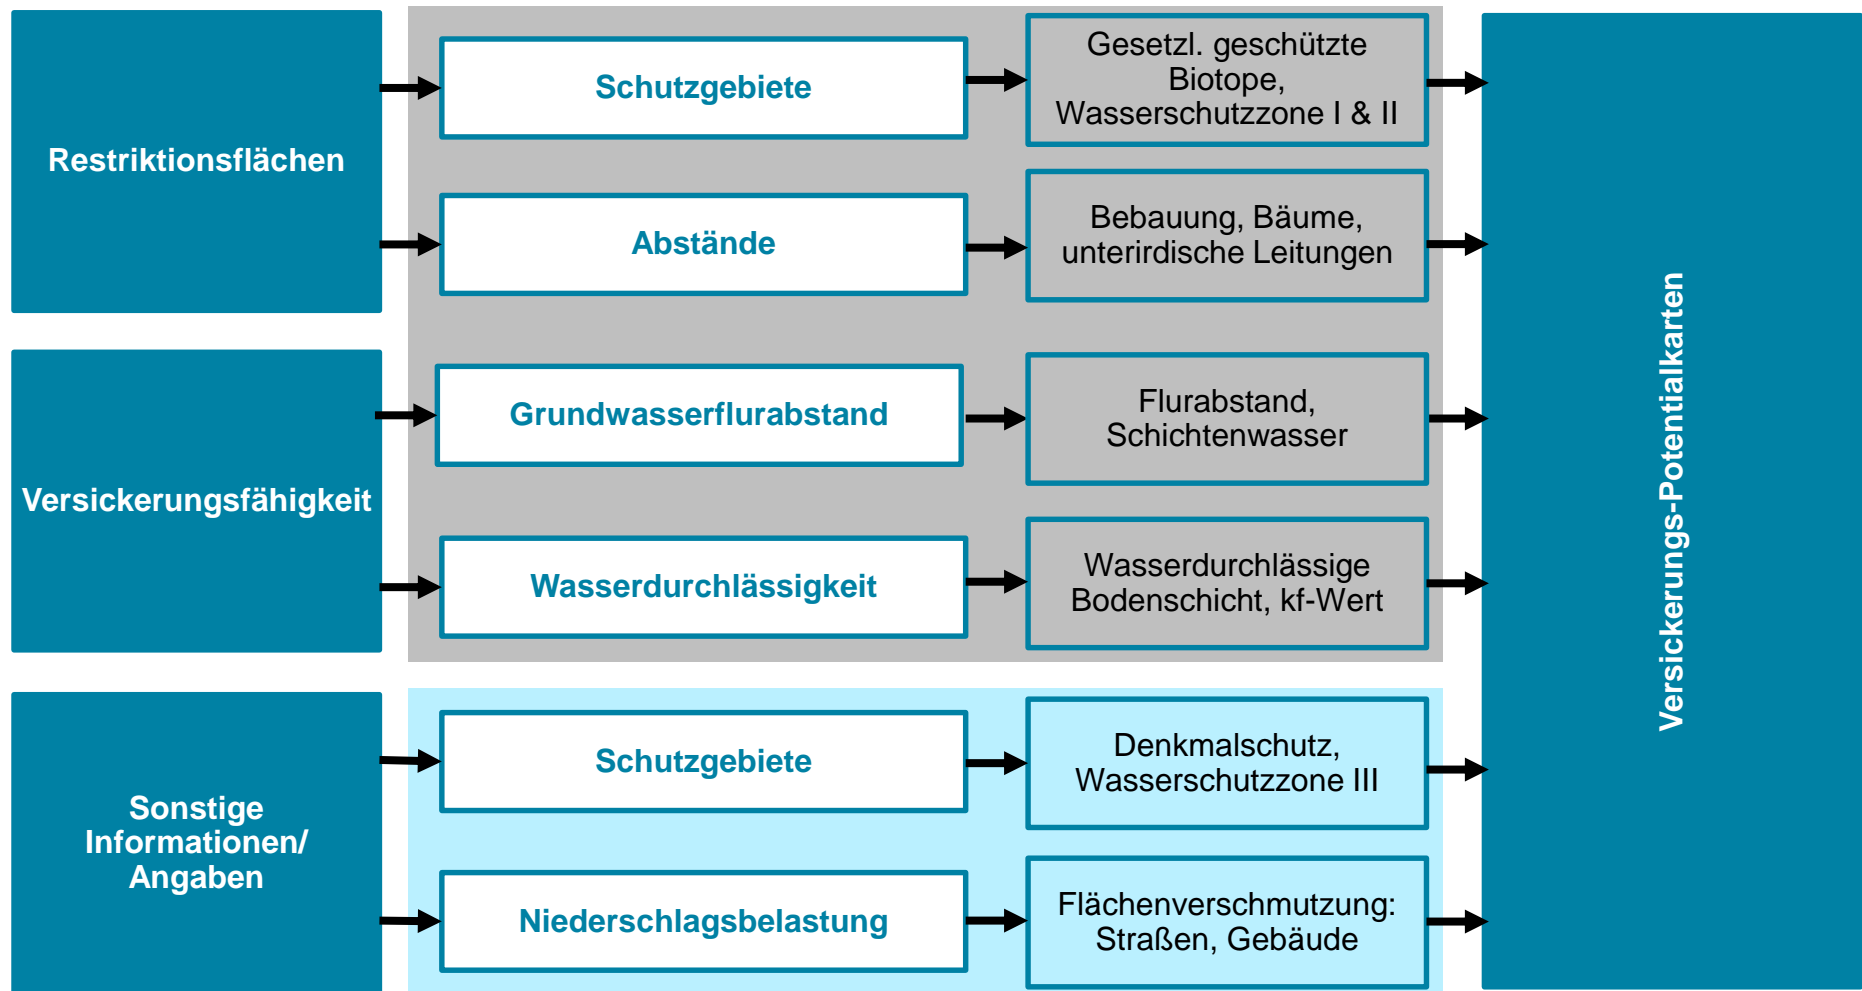 Restriktionsflächen
Schutzgebiete
Gesetzl. geschützte
Biotope,
Wasserschutzzone I & II
Abstände
Bebauung, Bäume,
unterirdische Leitungen
Versickerungsfähigkeit
Grundwasserflurabstand
Flurabstand,
Schichtenwasser
Wasserdurchlässigkeit
Wasserdurchlässige
Bodenschicht, kf-Wert
Sonstige
Informationen/
Angaben
Schutzgebiete
Denkmalschutz,
Wasserschutzzone III
Niederschlagsbelastung
Flächenverschmutzung:
Straßen, Gebäude
Versickerungs-Potentialkarten